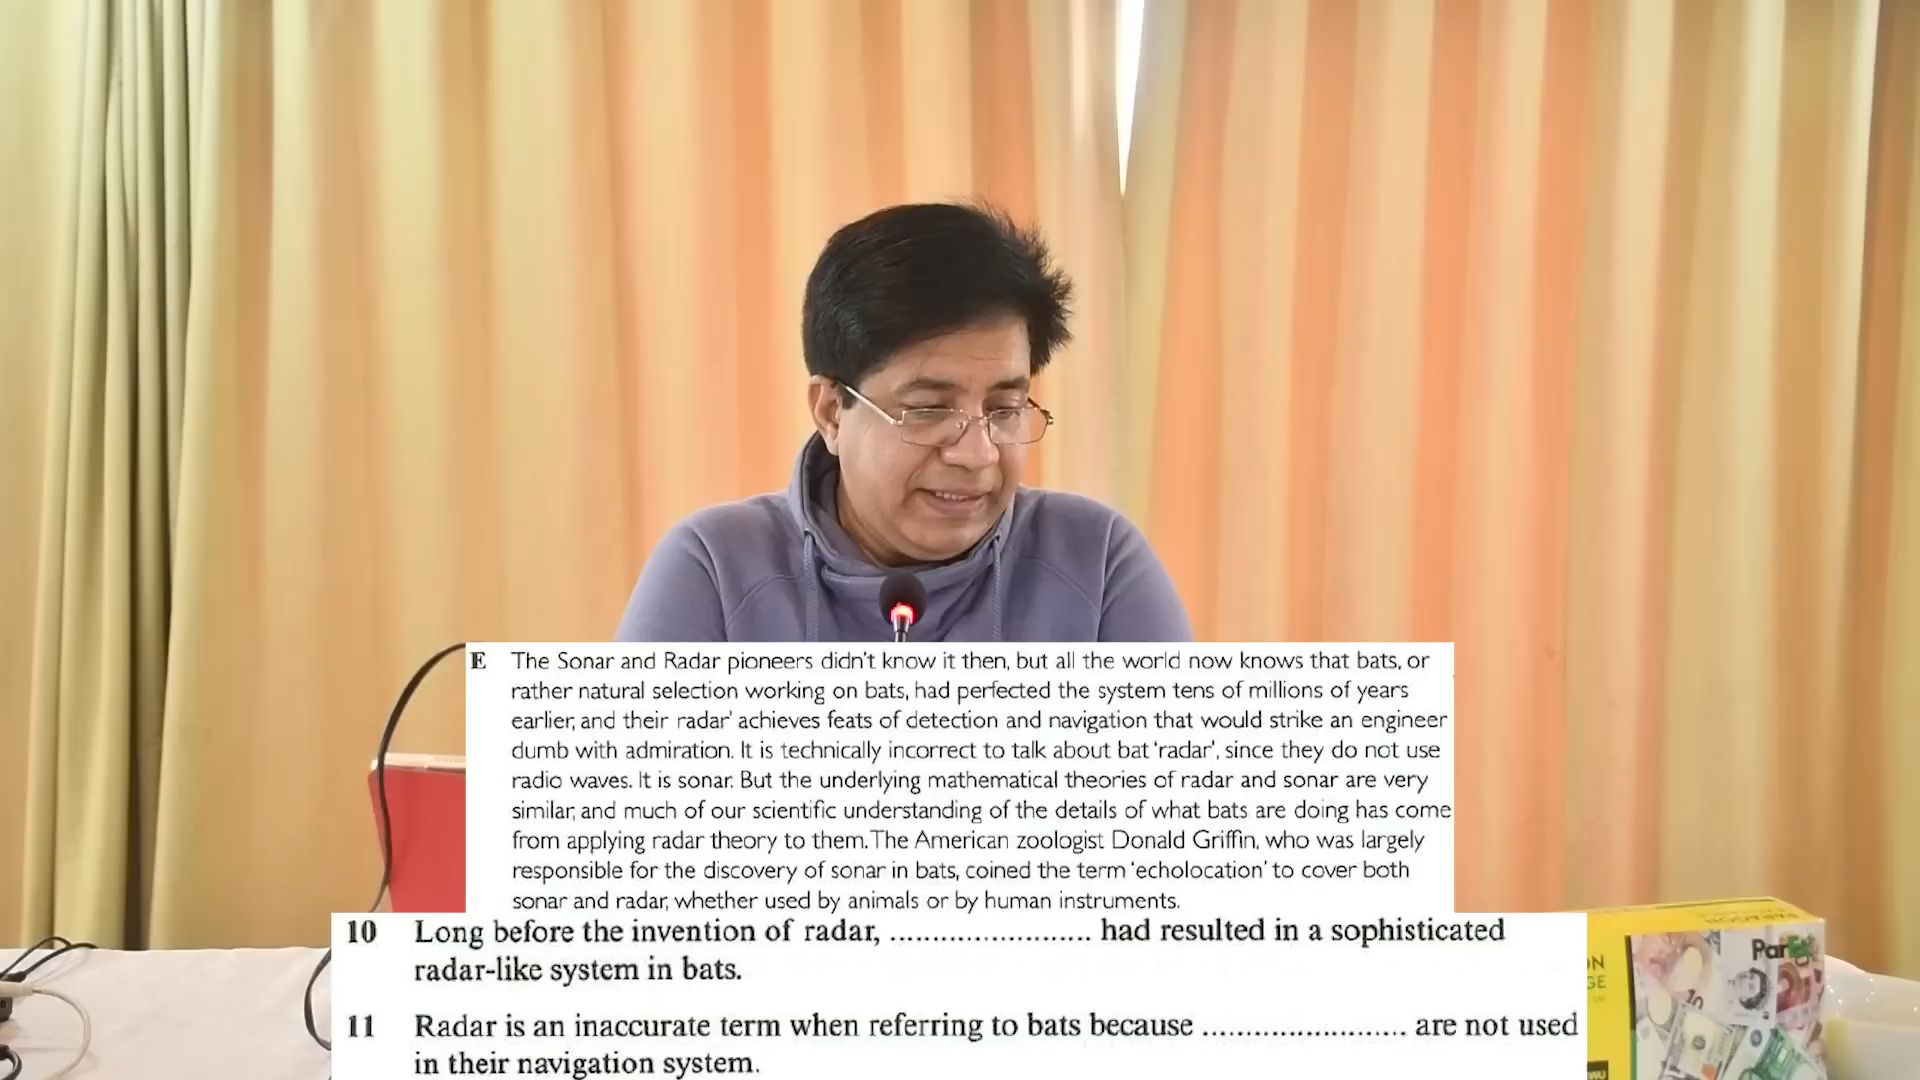 E The Sonar and Radar pioneers didn't know it then, but all the world now knows that bats, or
rather natural selection working on bats, had perfected the system tens of millions of years
earlier, and their radar' achieves feats of detection and navigation that would strike an engineer
dumb with admiration. It is technically incorrect to talk about bat 'radar', since they do not use
radio waves. It is sonar. But the underlying mathematical theories of radar and sonar are very
similar, and much of our scientific understanding of the details of what bats are doing has come
from applying radar theory to them. The American zoologist Donald Griffin, who was largely
responsible for the discovery of sonar in bats, coined the term 'echolocation' to cover both
sonar and radar, whether used by animals or by human instruments.
10 Long before the invention of radar, ........................ had resulted in a sophisticated
radar-like system in bats.
11 Radar is an inaccurate term when referring to bats because ........................ are not used
in their navigation system.